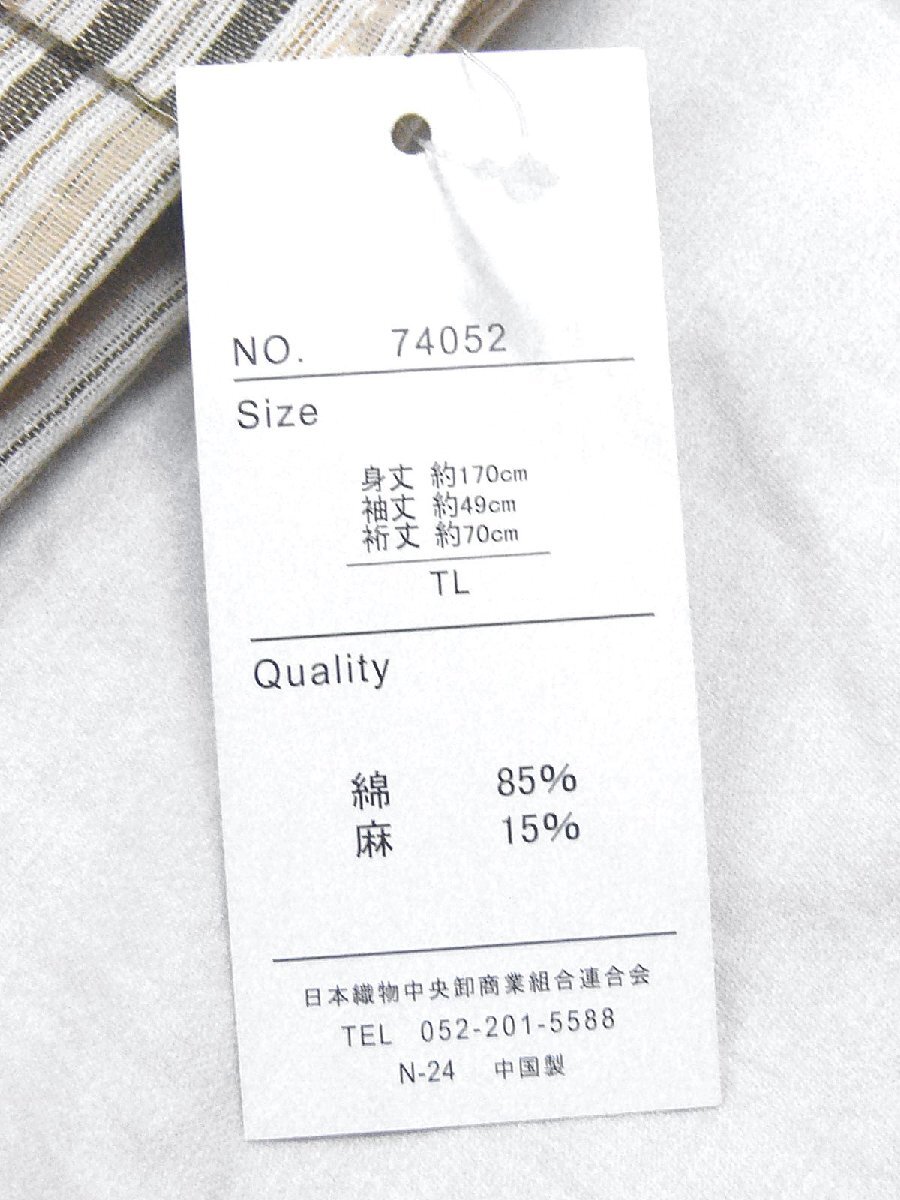 NO. 74052
Size
身丈 約170cm
袖丈 約49cm
裄丈 約70cm
TL
Quality
綿 85%
麻 15%
日本織物中央卸商業組合連合会
TEL 052-201-5588
N-24 中国製